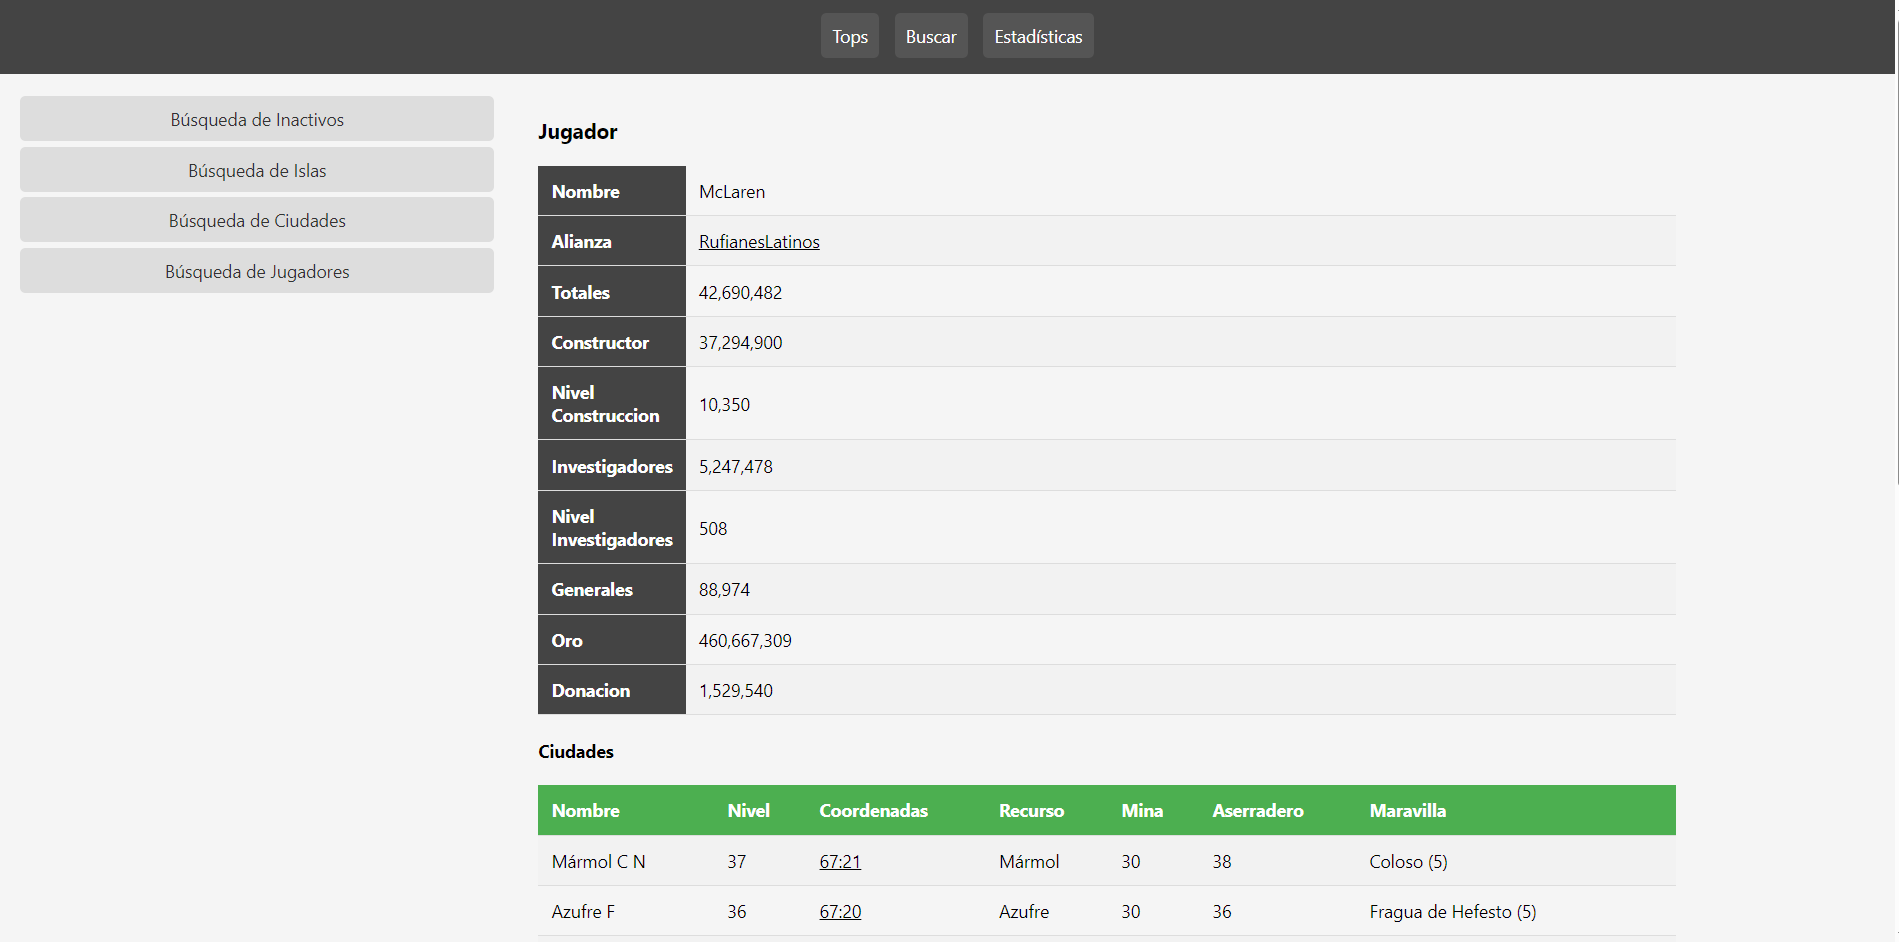 Tops Buscar Estadísticas
Búsqueda de Inactivos
Búsqueda de Islas
Búsqueda de Ciudades
Búsqueda de Jugadores
Jugador
Nombre McLaren
Alianza RufianesLatinos
Totales 42,690,482
Constructor 37,294,900
Nivel
Construccion 10,350
Investigadores 5,247,478
Nivel
Investigadores 508
Generales 88,974
Oro 460,667,309
Donacion 1,529,540
Ciudades
Nombre Nivel Coordenadas Recurso Mina Aserradero Maravilla
Mármol C N 37 67:21 Mármol 30 38 Coloso (5)
Azufre F 36 67:20 Azufre 30 36 Fragua de Hefesto (5)